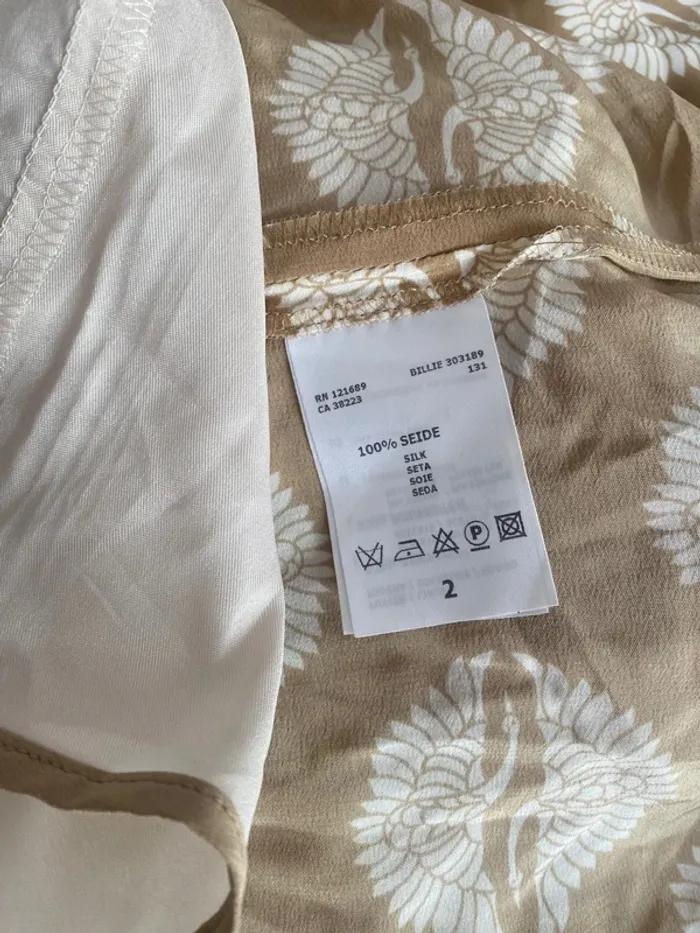 RN 121689
CA 38223
BILLIE 303189
131
100% SEIDE
SILK
SETA
SOIE
SEDA
P
2